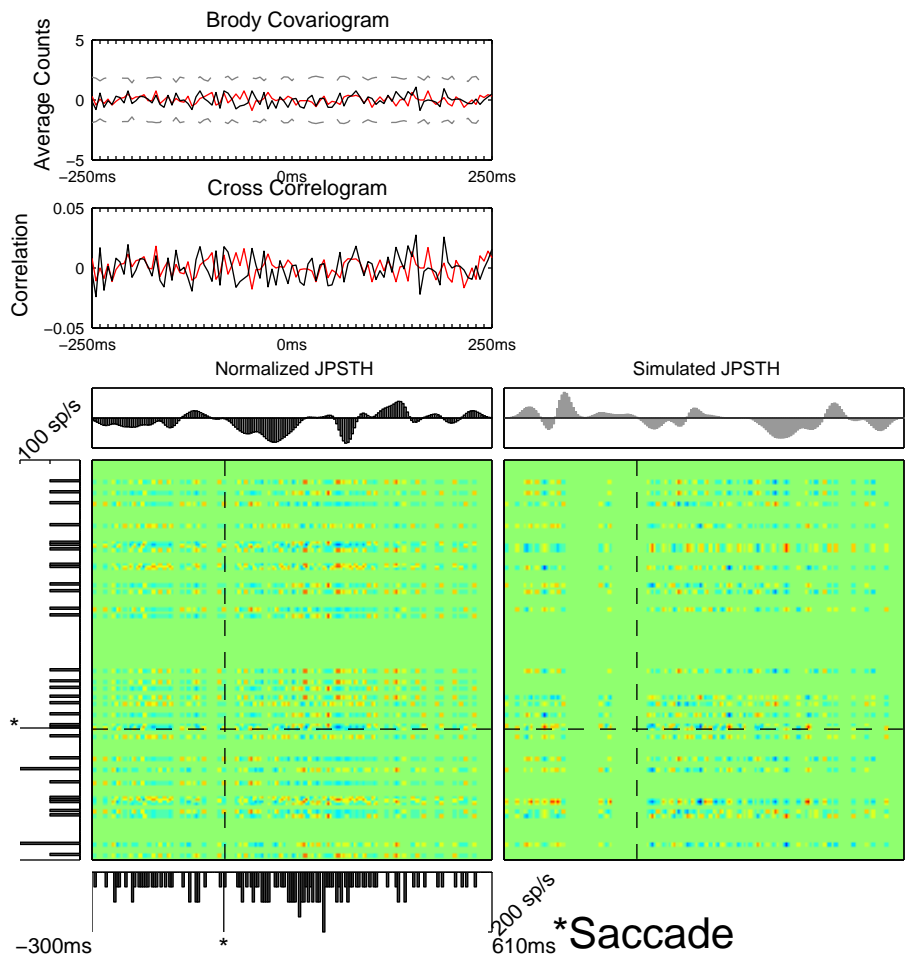 Brody Covariogram
5
0
−5
Average Counts
−250ms
0ms
250ms
Cross Correlogram
0.05
0
−0.05
Correlation
−250ms
0ms
250ms
Normalized JPSTH
Simulated JPSTH
100 sp/s
*
*
−300ms
610ms
−200 sp/s
*Saccade